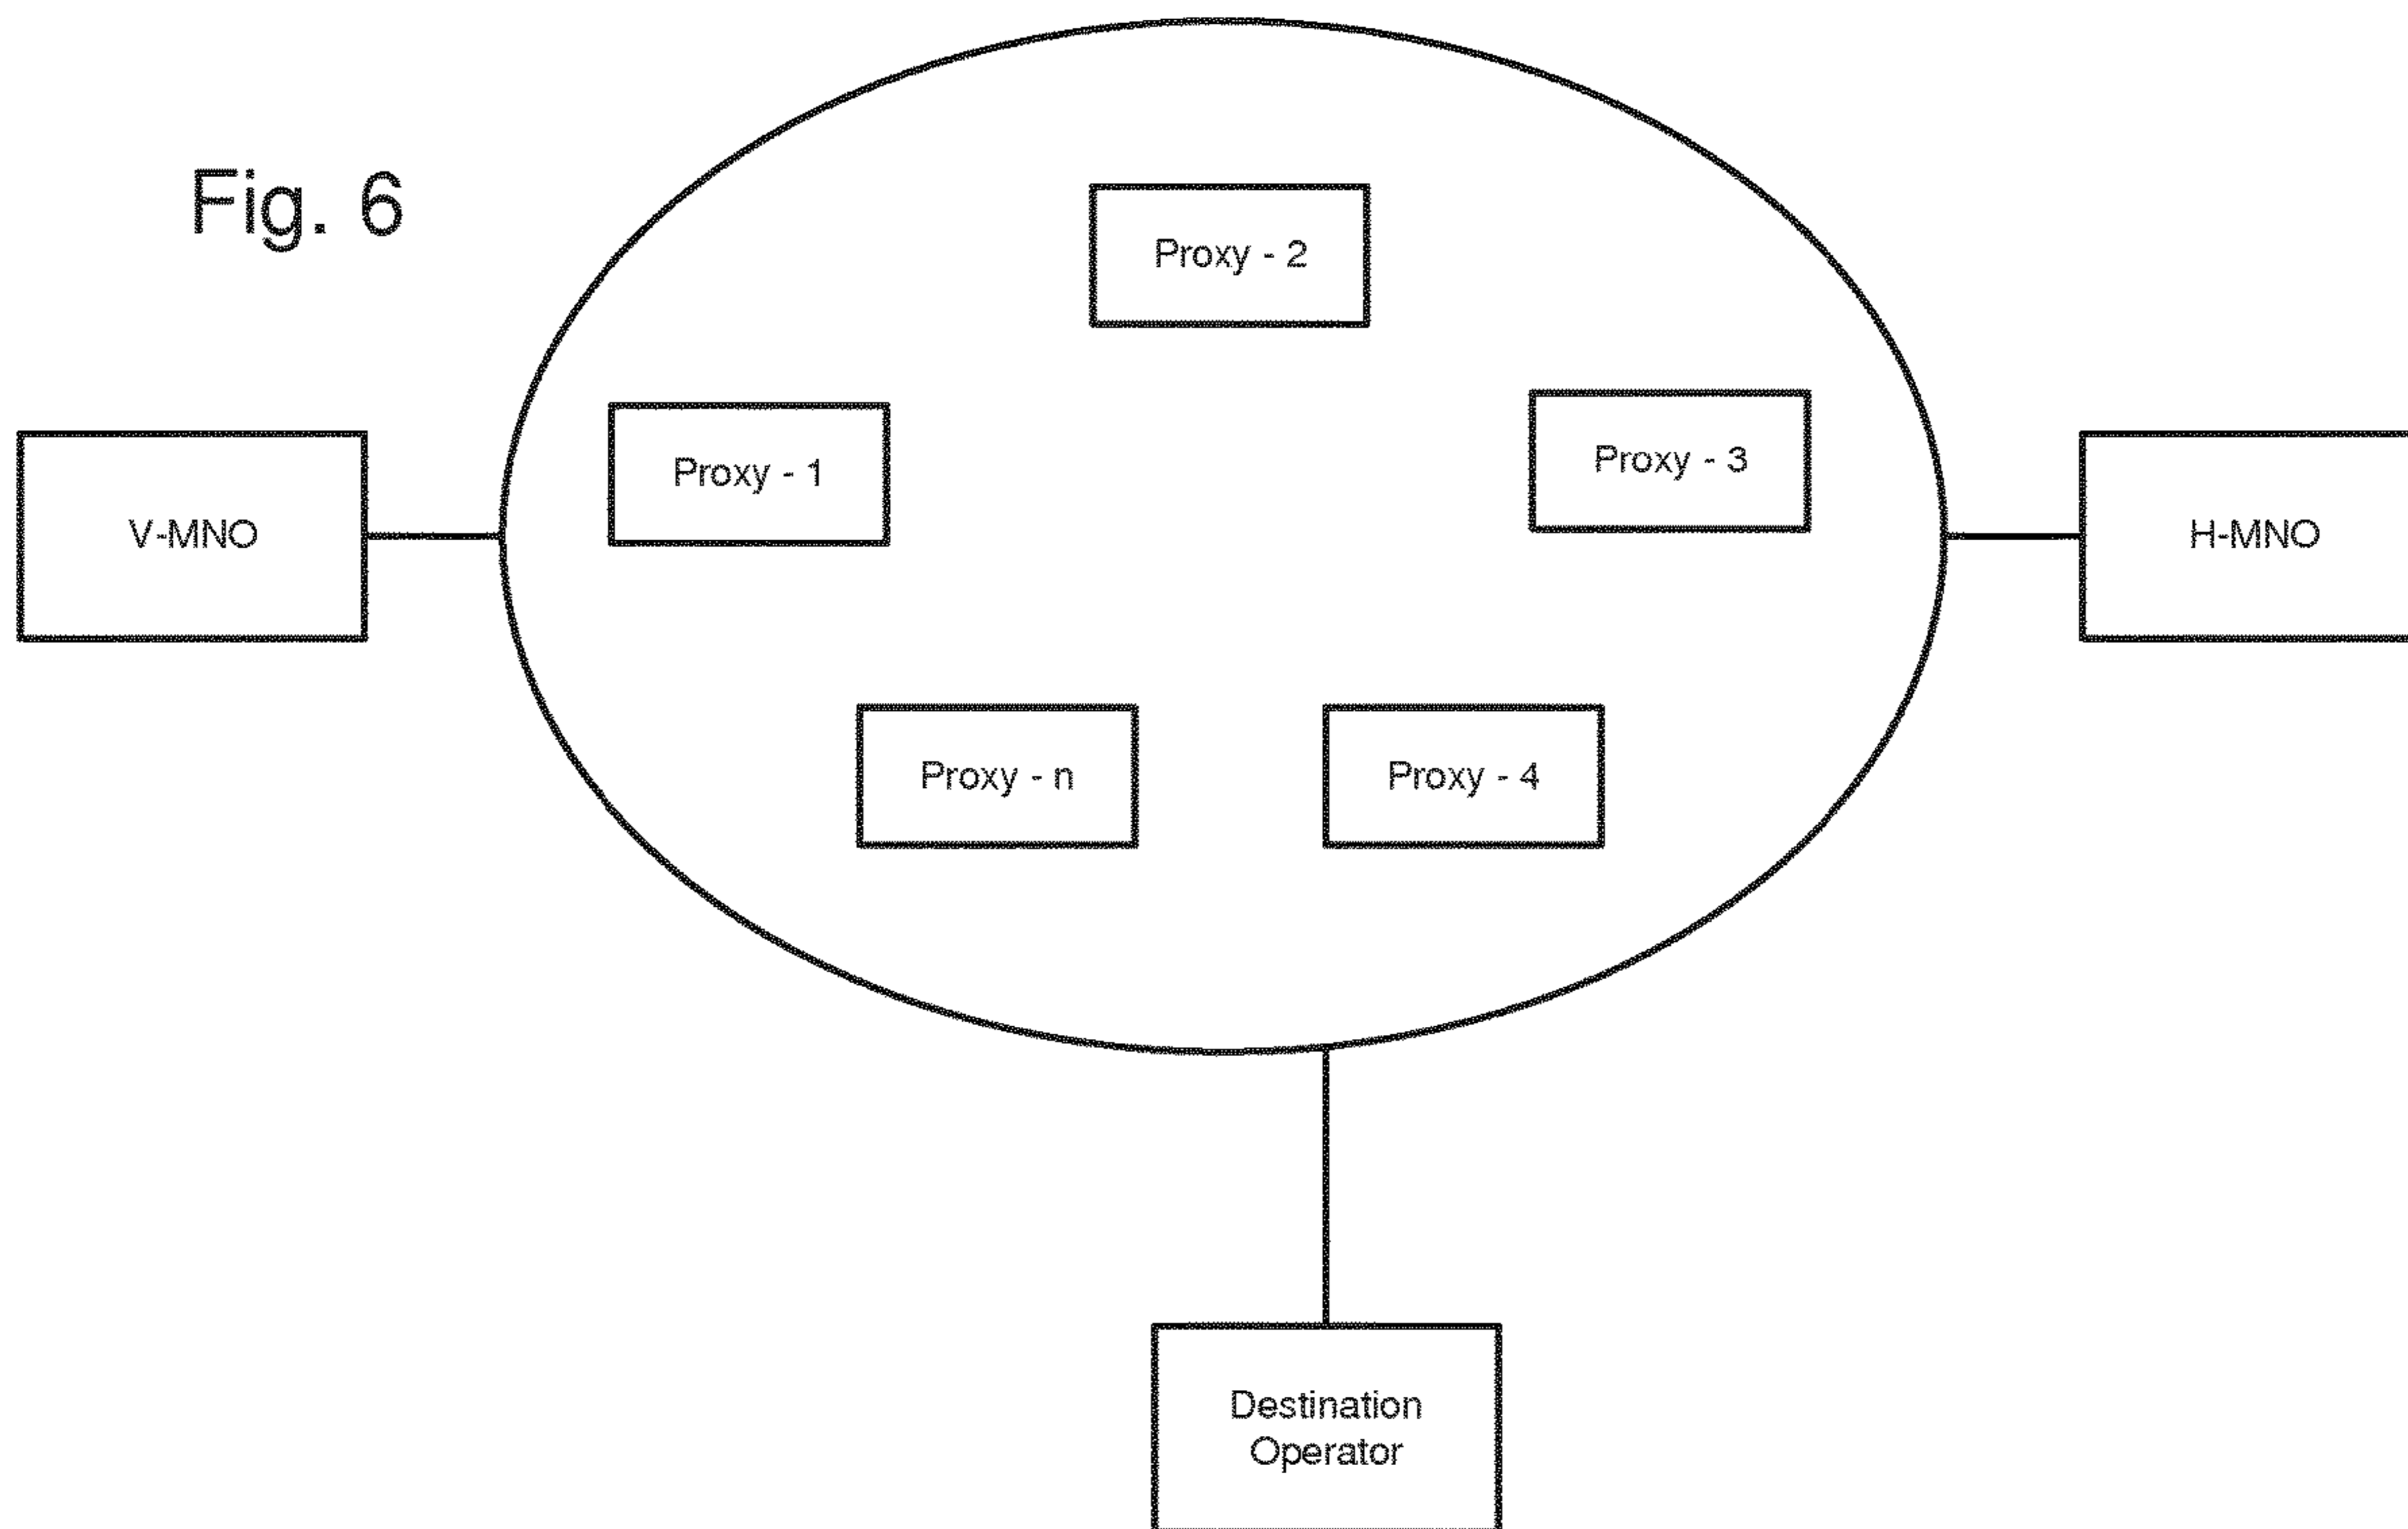 Fig. 6
Proxy - 2
Proxy - 1
Proxy - 3
V-MNO
H-MNO
Proxy - n
Proxy - 4
Destination
Operator